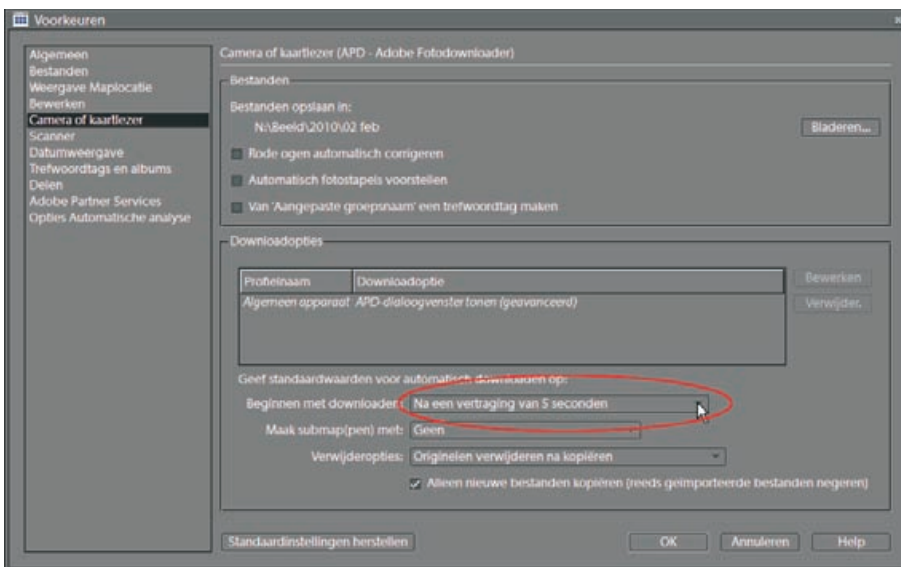 Voorkeuren
Algemeen
Bestanden
Weergave Maplocatie
Bewerken
Camera of kaartlezer
Scanner
Datumweergave
Trefwoordtags en albums
Delen
Adobe Partner Services
Opties Automatische analyse
Camera of kaartlezer (APD - Adobe Fotodownloader)
Bestanden
Bestanden opslaan in:
N:\Beeld\2010\02 feb
Bladeren...
Rode ogen automatisch corrigeren
Automatisch fotostapels voorstellen
Van 'Aangepaste groepsnaam' een trefwoordtag maken
Downloadopties
Profielnaam Downloadoptie
Algemeen apparaat APD-dialoogvenster tonen (geavanceerd)
Bewerken
Verwijder.
Geef standaardwaarden voor automatisch downloaden op:
Beginnen met downloaden: Na een vertraging van 5 seconden
Maak submap(pen) met: Geen
Verwijderopties: Originelen verwijderen na kopiëren
Alleen nieuwe bestanden kopiëren (reeds geïmporteerde bestanden negeren)
Standaardinstellingen herstellen
OK
Annuleren
Help